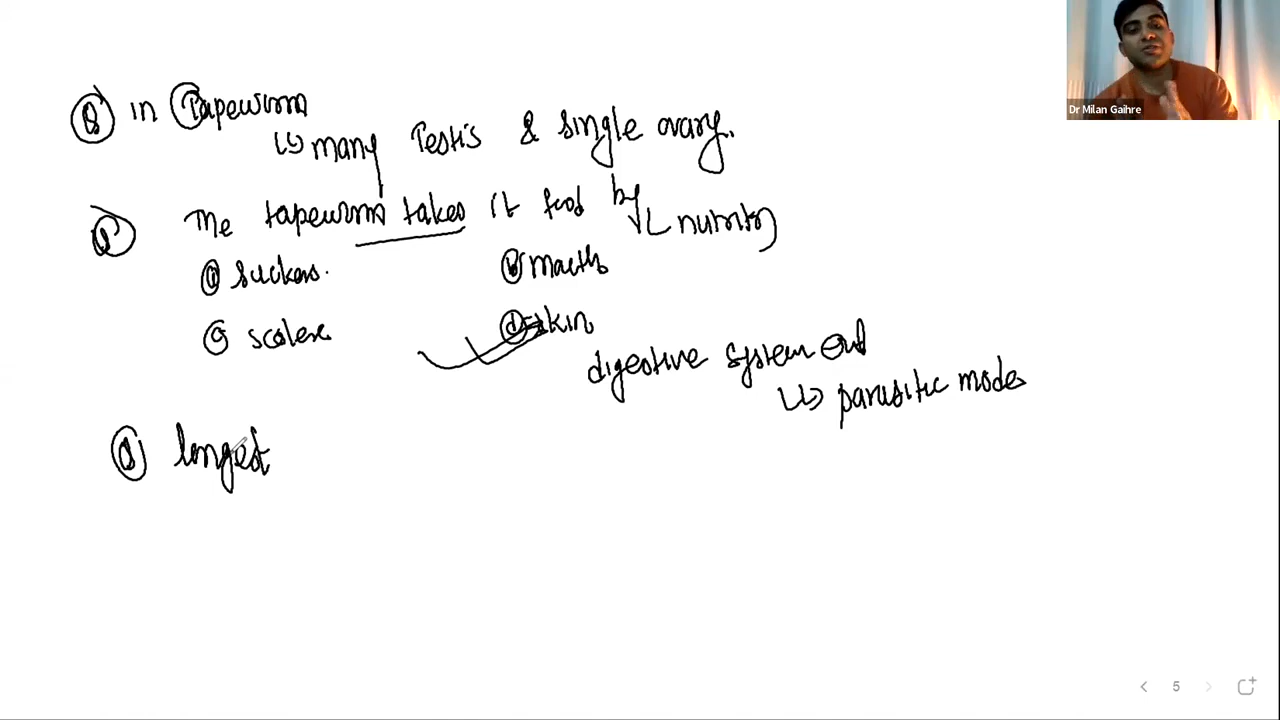 Dr Milan Gaihre
Q in Tapeworm
↳ many Testis & single ovary.
Q The tapeworm takes it food by
↳ nutrition
a suckers. b mouth
c scolex d skin
digestive system
↳ parasitic mode
Q longest
5